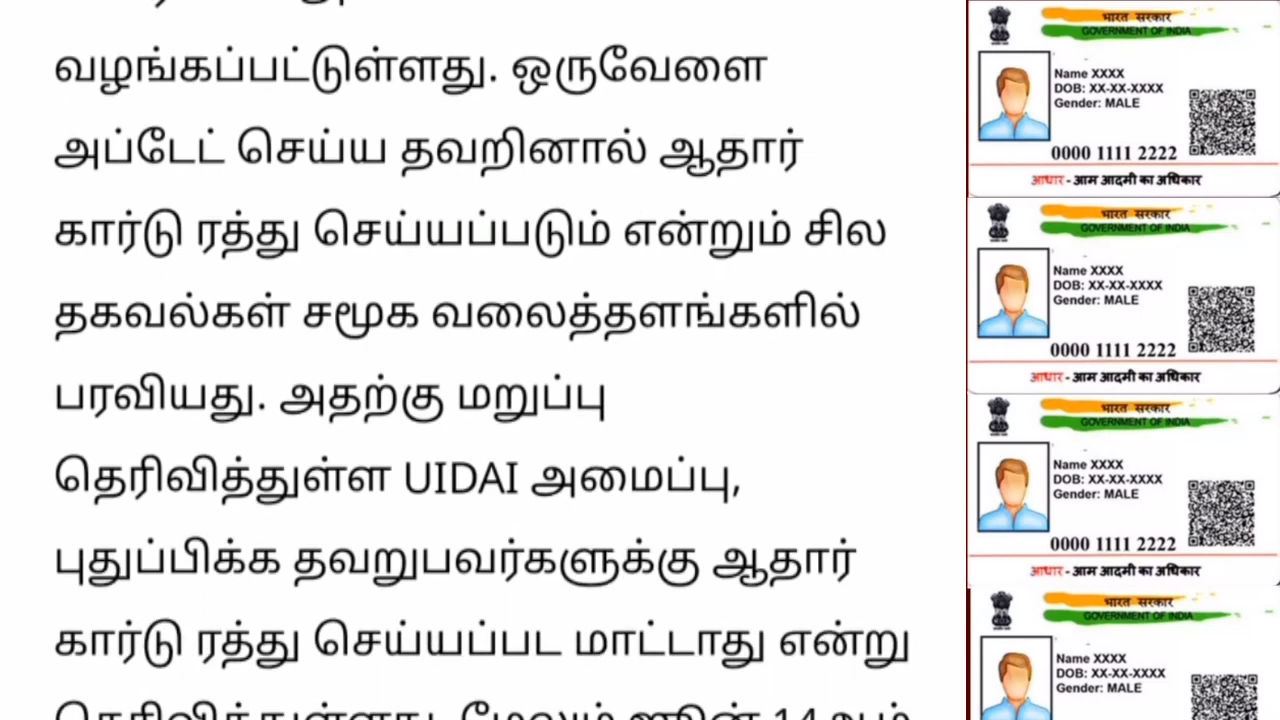 வழங்கப்பட்டுள்ளது. ஒருவேளை
அப்டேட் செய்ய தவறினால் ஆதார்
கார்டு ரத்து செய்யப்படும் என்றும் சில
தகவல்கள் சமூக வலைத்தளங்களில்
பரவியது. அதற்கு மறுப்பு
தெரிவித்துள்ள UIDAI அமைப்பு,
புதுப்பிக்க தவறுபவர்களுக்கு ஆதார்
கார்டு ரத்து செய்யப்பட மாட்டாது என்று
தெரிவித்துள்ளது. மேலும் ஜூன் 14 ஆம்
भारत सरकार
GOVERNMENT OF INDIA
Name XXXX
DOB: XX-XX-XXXX
Gender: MALE
0000 1111 2222
आधार - आम आदमी का अधिकार
भारत सरकार
GOVERNMENT OF INDIA
Name XXXX
DOB: XX-XX-XXXX
Gender: MALE
0000 1111 2222
आधार - आम आदमी का अधिकार
भारत सरकार
GOVERNMENT OF INDIA
Name XXXX
DOB: XX-XX-XXXX
Gender: MALE
0000 1111 2222
आधार - आम आदमी का अधिकार
भारत सरकार
GOVERNMENT OF INDIA
Name XXXX
DOB: XX-XX-XXXX
Gender: MALE